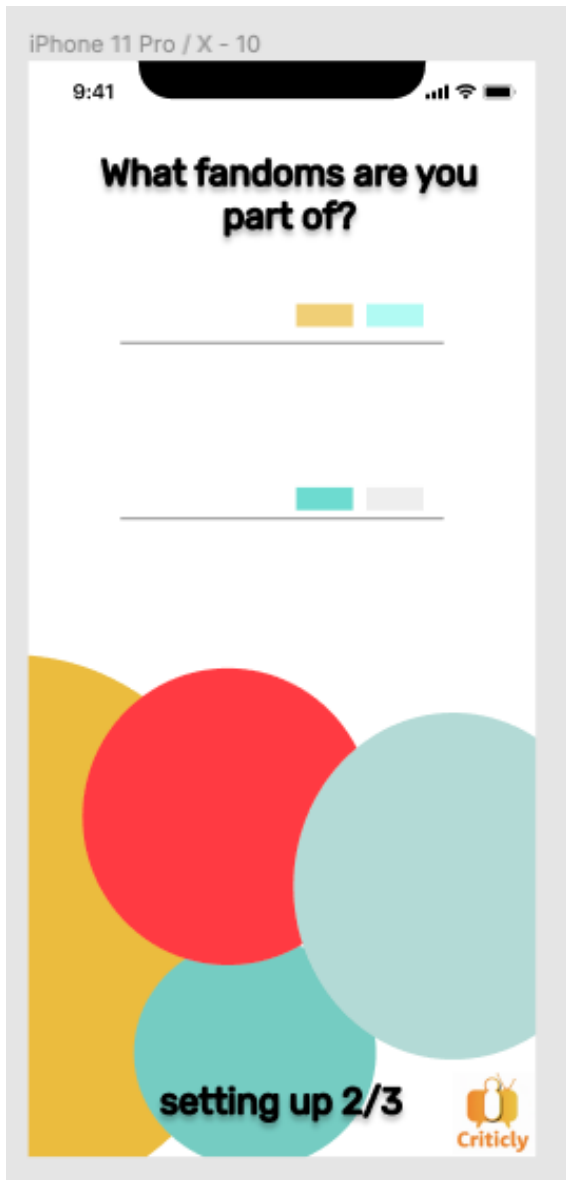 iPhone 11 Pro / X - 10
9:41
What fandoms are you
part of?
setting up 2/3
Criticly